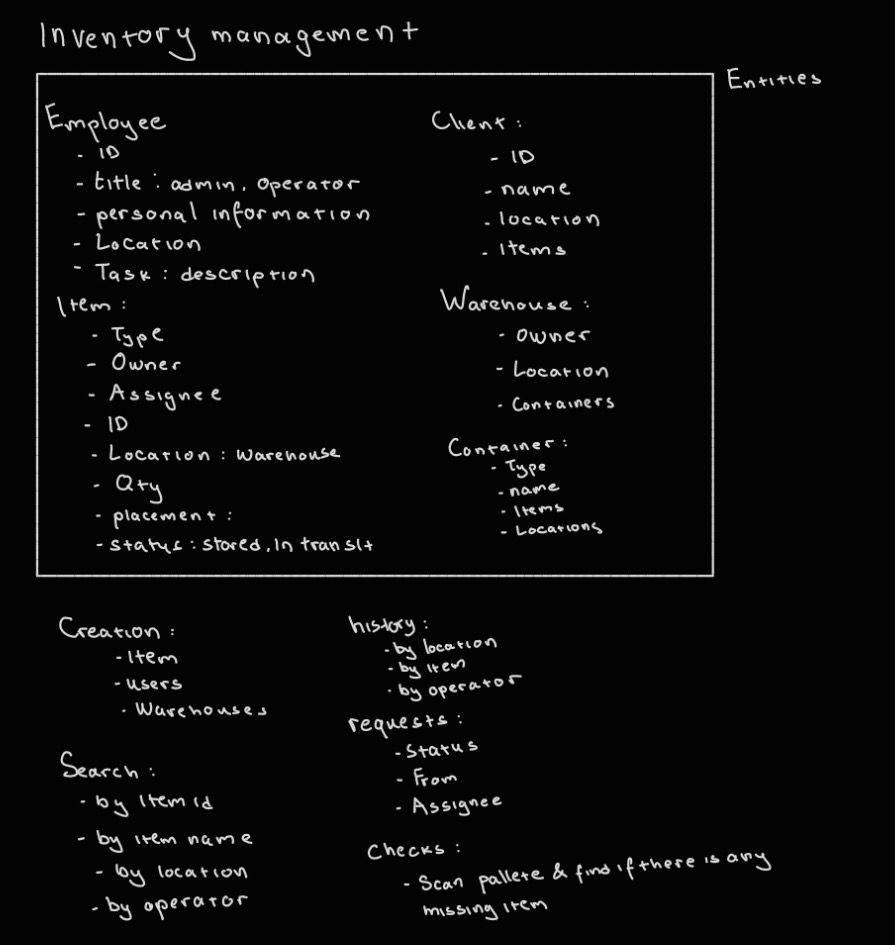 Inventory management
Entities
Employee
- ID
- title : admin, operator
- personal information
- Location
- Task : description
Item :
- Type
- Owner
- Assignee
- ID
- Location : warehouse
- Qty
- placement :
- status : stored, in transit
Client :
- ID
- name
- location
- Items
Warehouse :
- owner
- Location
- Containers
Container :
- Type
- name
- Items
- Locations
Creation :
- Item
- users
- Warehouses
Search :
- by Item id
- by item name
- by location
- by operator
history :
- by location
- by item
- by operator
requests :
- Status
- From
- Assignee
Checks :
- Scan pallete & find if there is any
missing item